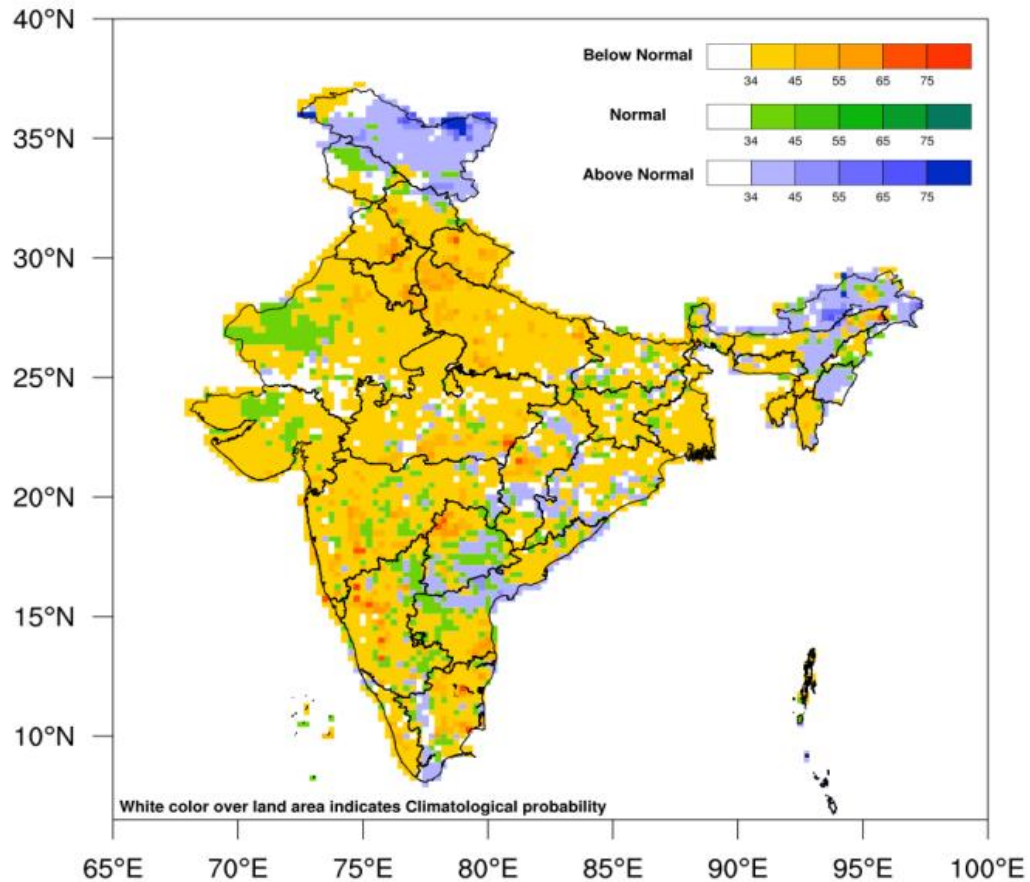 40°N
35°N
30°N
25°N
20°N
15°N
10°N
Below Normal
34 45 55 65 75
Normal
34 45 55 65 75
Above Normal
34 45 55 65 75
White color over land area indicates Climatological probability
65°E 70°E 75°E 80°E 85°E 90°E 95°E 100°E